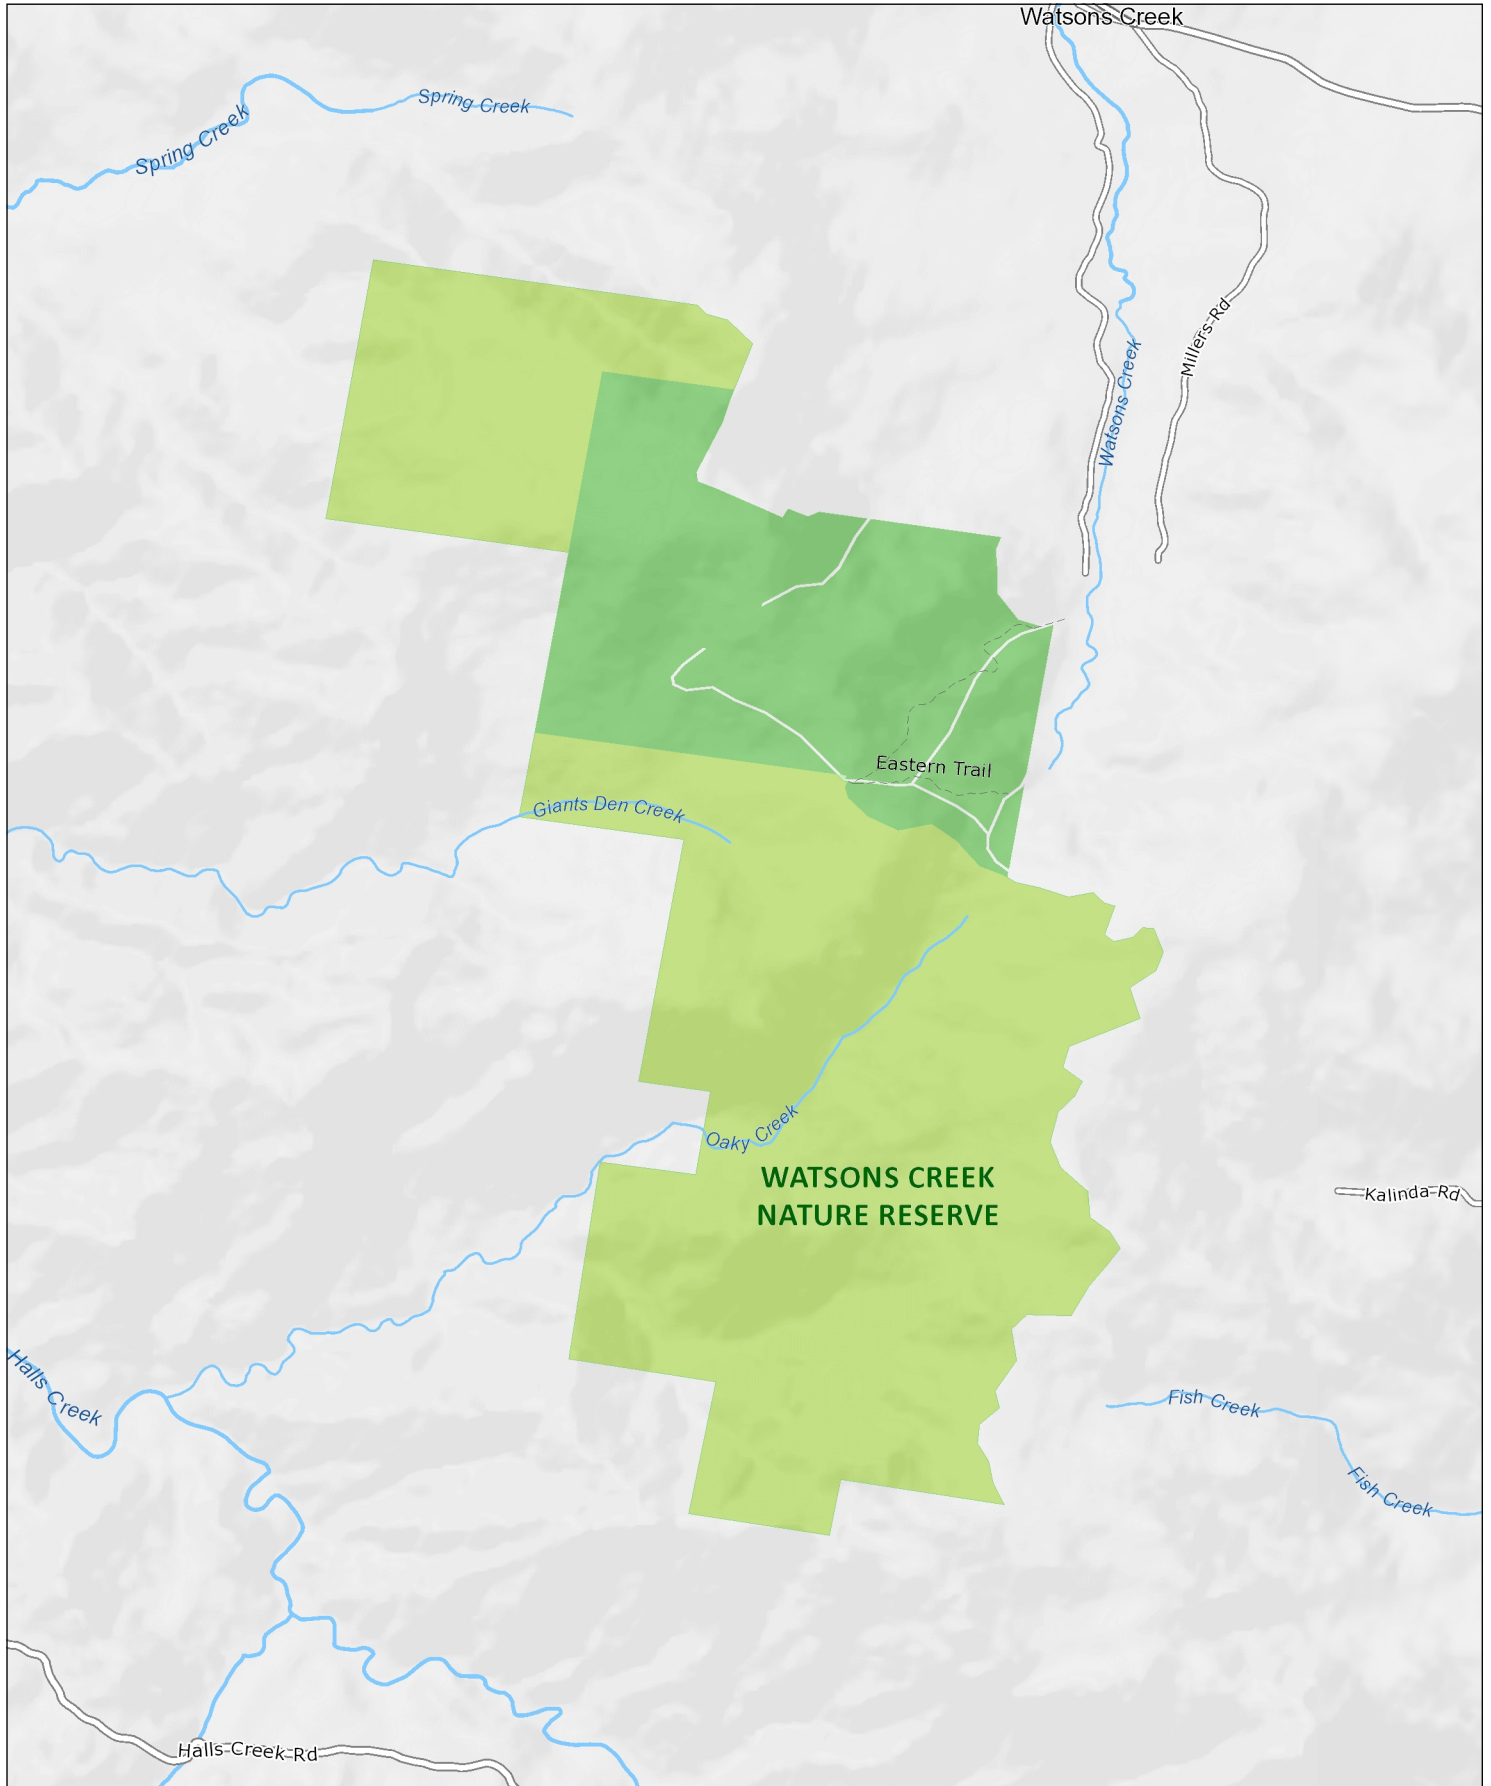 Watsons Creek
Spring Creek
Spring Creek
Millers Rd
Watsons Creek
Eastern Trail
Giants Den Creek
Oaky Creek
WATSONS CREEK
NATURE RESERVE
Kalinda Rd
Halls Creek
Fish Creek
Fish Creek
Halls Creek Rd